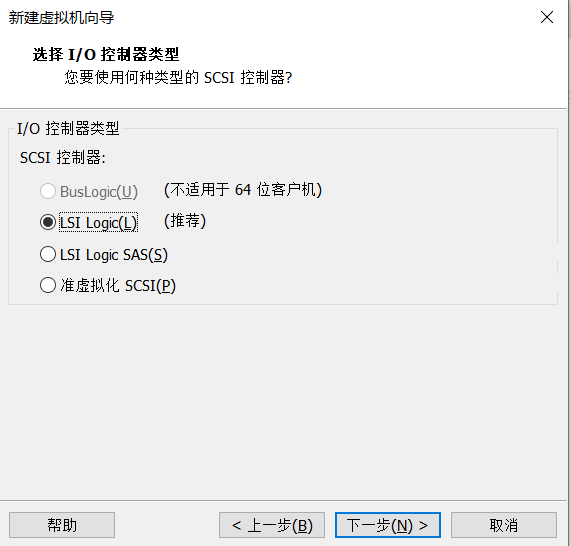 新建虚拟机向导
选择 I/O 控制器类型
您要使用何种类型的 SCSI 控制器?
I/O 控制器类型
SCSI 控制器:
BusLogic(U) (不适用于 64 位客户机)
LSI Logic(L) (推荐)
LSI Logic SAS(S)
准虚拟化 SCSI(P)
帮助 < 上一步(B) 下一步(N) > 取消